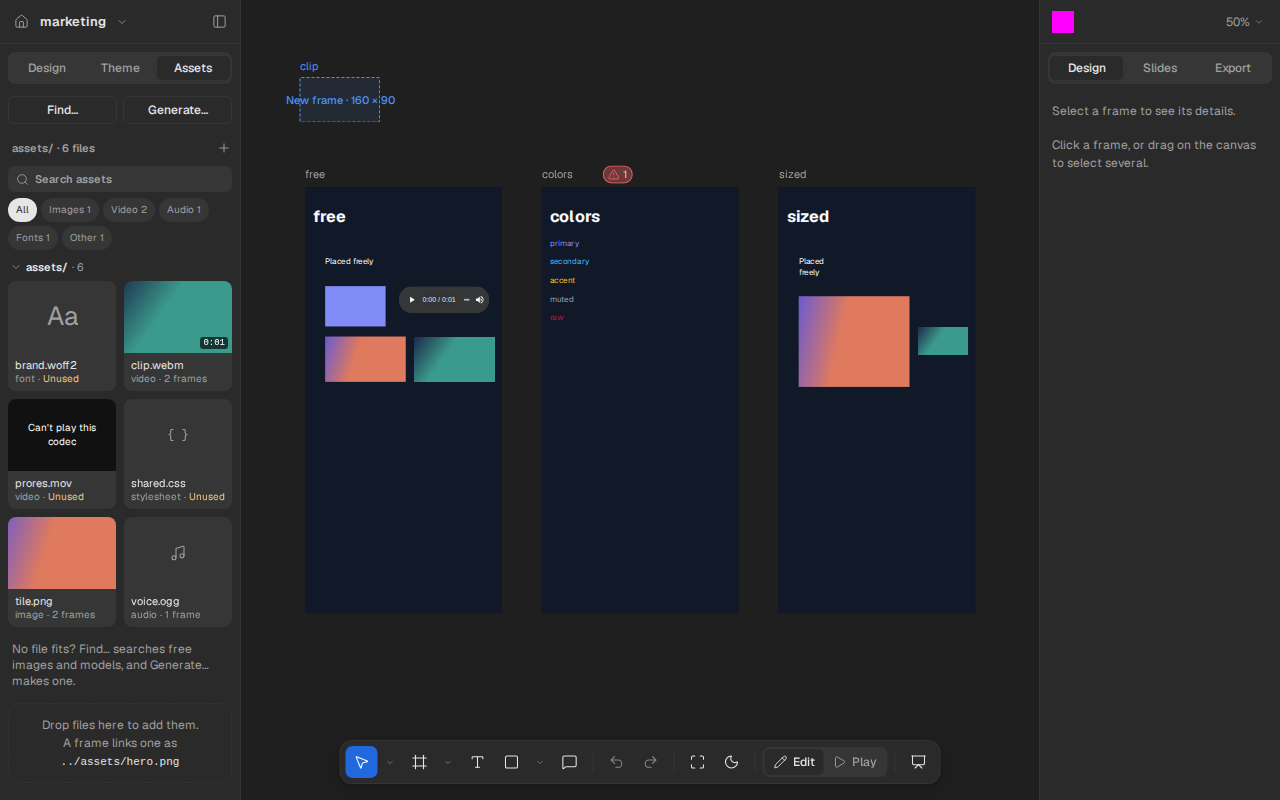 marketing
Design Theme Assets
Find... Generate...
assets/ · 6 files
Search assets
All Images 1 Video 2 Audio 1
Fonts 1 Other 1
assets/ · 6
Aa
0:01
brand.woff2
font · Unused
clip.webm
video · 2 frames
Can't play this
codec
{ }
prores.mov
video · Unused
shared.css
stylesheet · Unused
tile.png
image · 2 frames
voice.ogg
audio · 1 frame
No file fits? Find... searches free
images and models, and Generate...
makes one.
Drop files here to add them.
A frame links one as
../assets/hero.png
clip
New frame · 160 × 90
free
free
Placed freely
0:00 / 0:01
colors
1
colors
primary
secondary
accent
muted
raw
sized
sized
Placed
freely
Edit Play
50%
Design Slides Export
Select a frame to see its details.
Click a frame, or drag on the canvas
to select several.